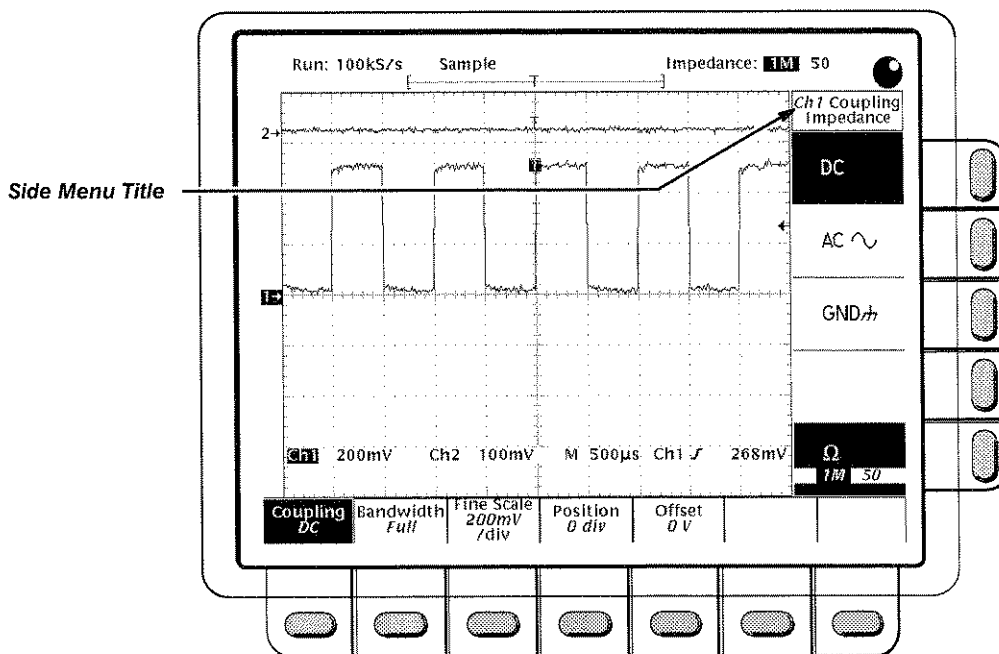 Run: 100kS/s Sample Impedance: 1M 50
T
Ch1 Coupling
Impedance
2→
T
T
DC
Side Menu Title
AC
1→
GND
Ch1 200mV Ch2 100mV M 500μs Ch1 268mV
Ω
1M 50
Coupling
DC
Bandwidth
Full
Fine Scale
200mV
/div
Position
0 div
Offset
0 V